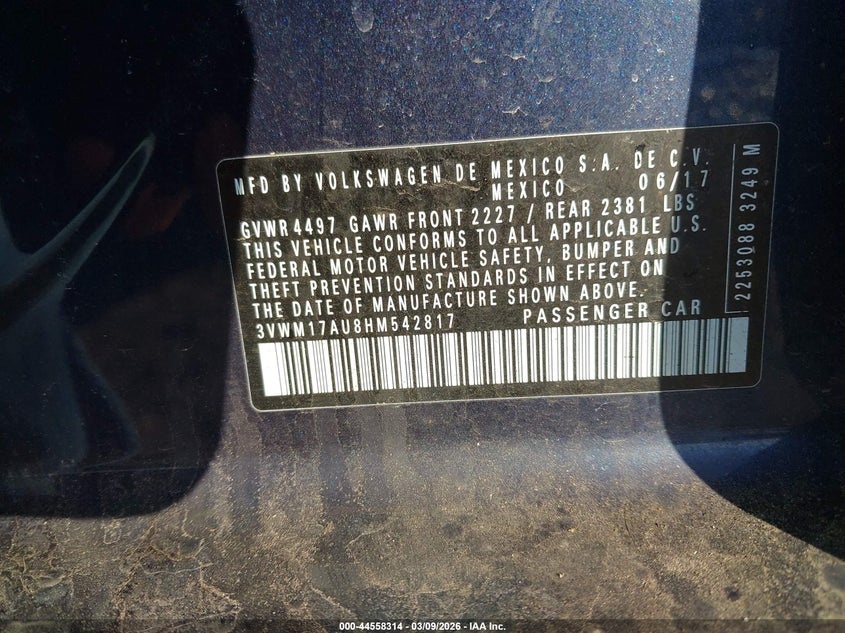 MFD BY VOLKSWAGEN DE MEXICO S.A. DE C.V.
MEXICO 06/17
GVWR 4497 GAWR FRONT 2227 / REAR 2381 LBS
THIS VEHICLE CONFORMS TO ALL APPLICABLE U.S.
FEDERAL MOTOR VEHICLE SAFETY, BUMPER AND
THEFT PREVENTION STANDARDS IN EFFECT ON
THE DATE OF MANUFACTURE SHOWN ABOVE.
3VWM17AU8HM542817 PASSENGER CAR
2253088 3249 M
000-44558314 - 03/09/2026 - IAA Inc.